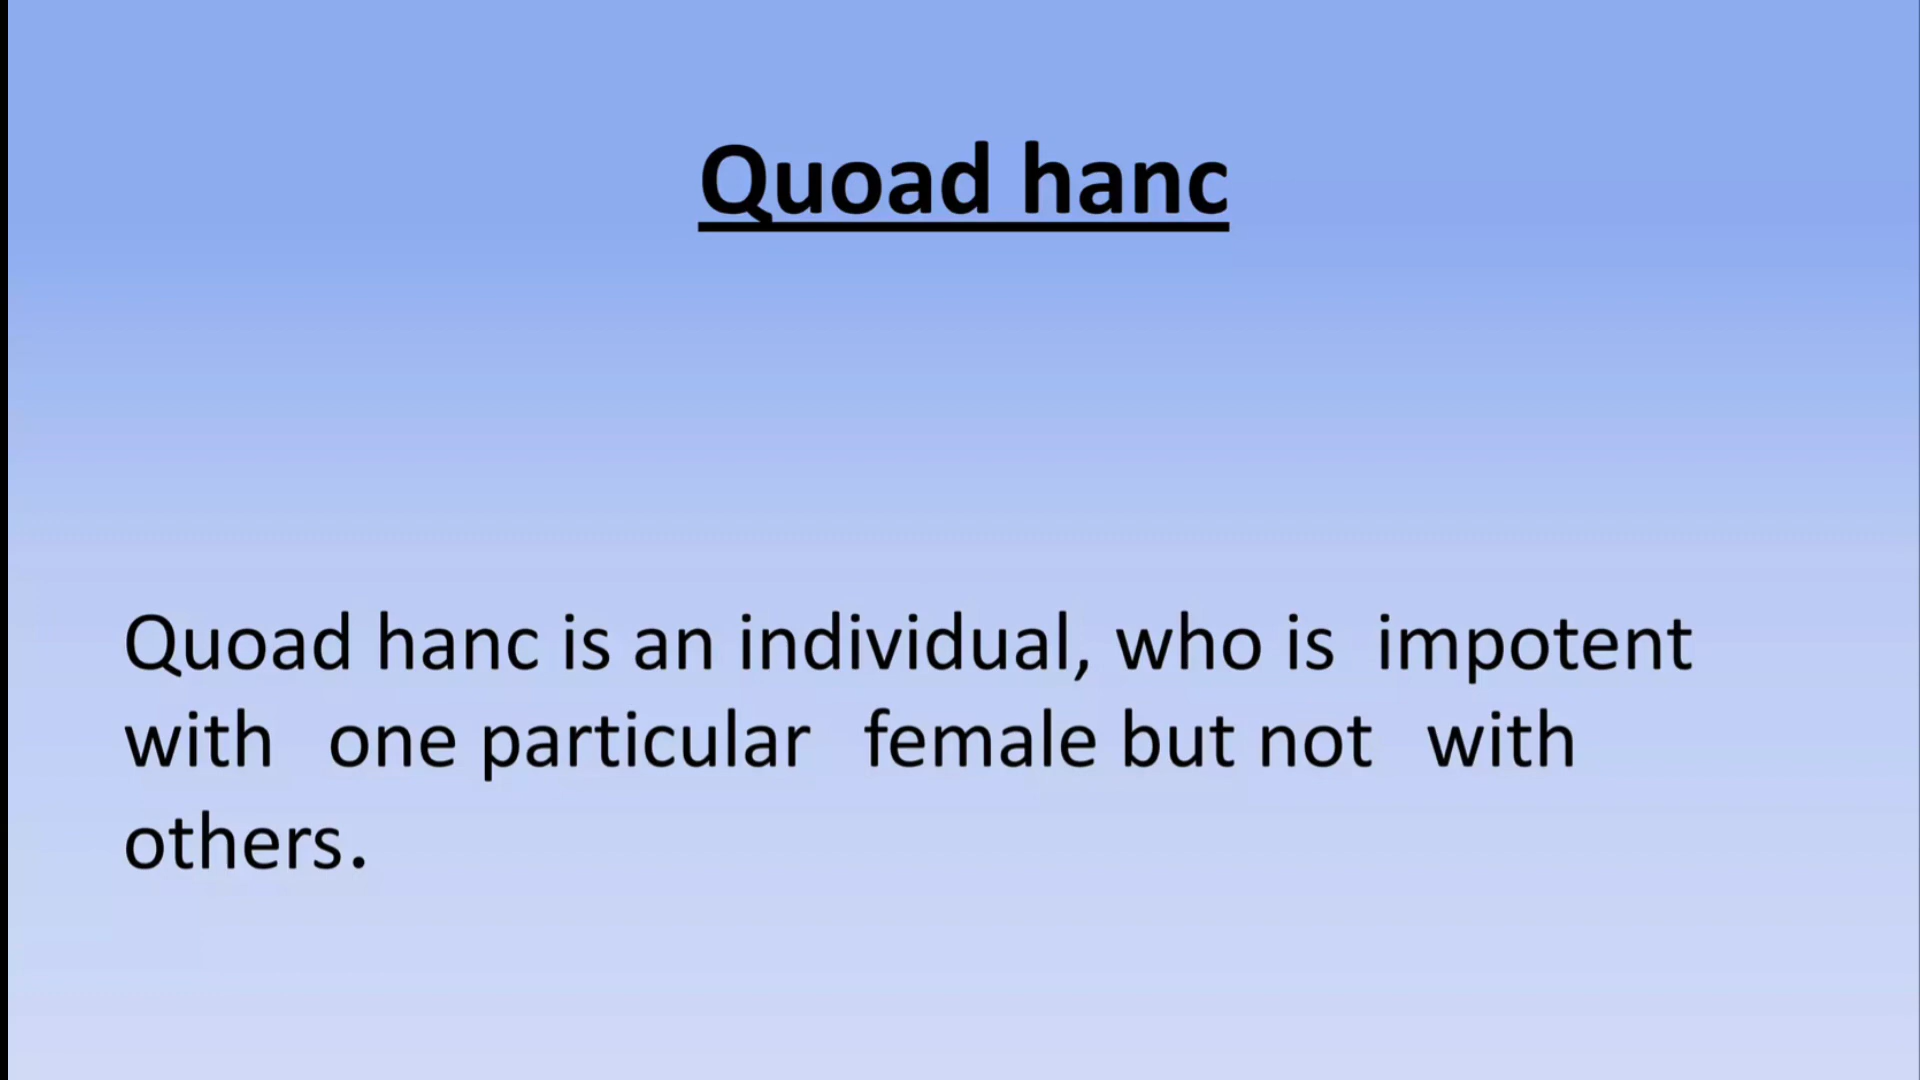 Quoad hanc
Quoad hanc is an individual, who is impotent
with one particular female but not with
others.